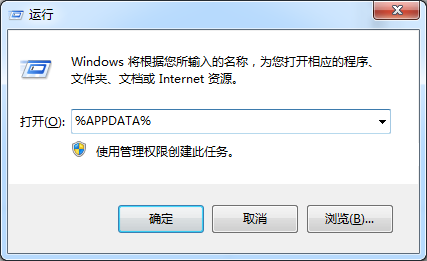 运行
Windows 将根据您所输入的名称，为您打开相应的程序、
文件夹、文档或 Internet 资源。
打开(O): %APPDATA%
使用管理权限创建此任务。
确定 取消 浏览(B)...